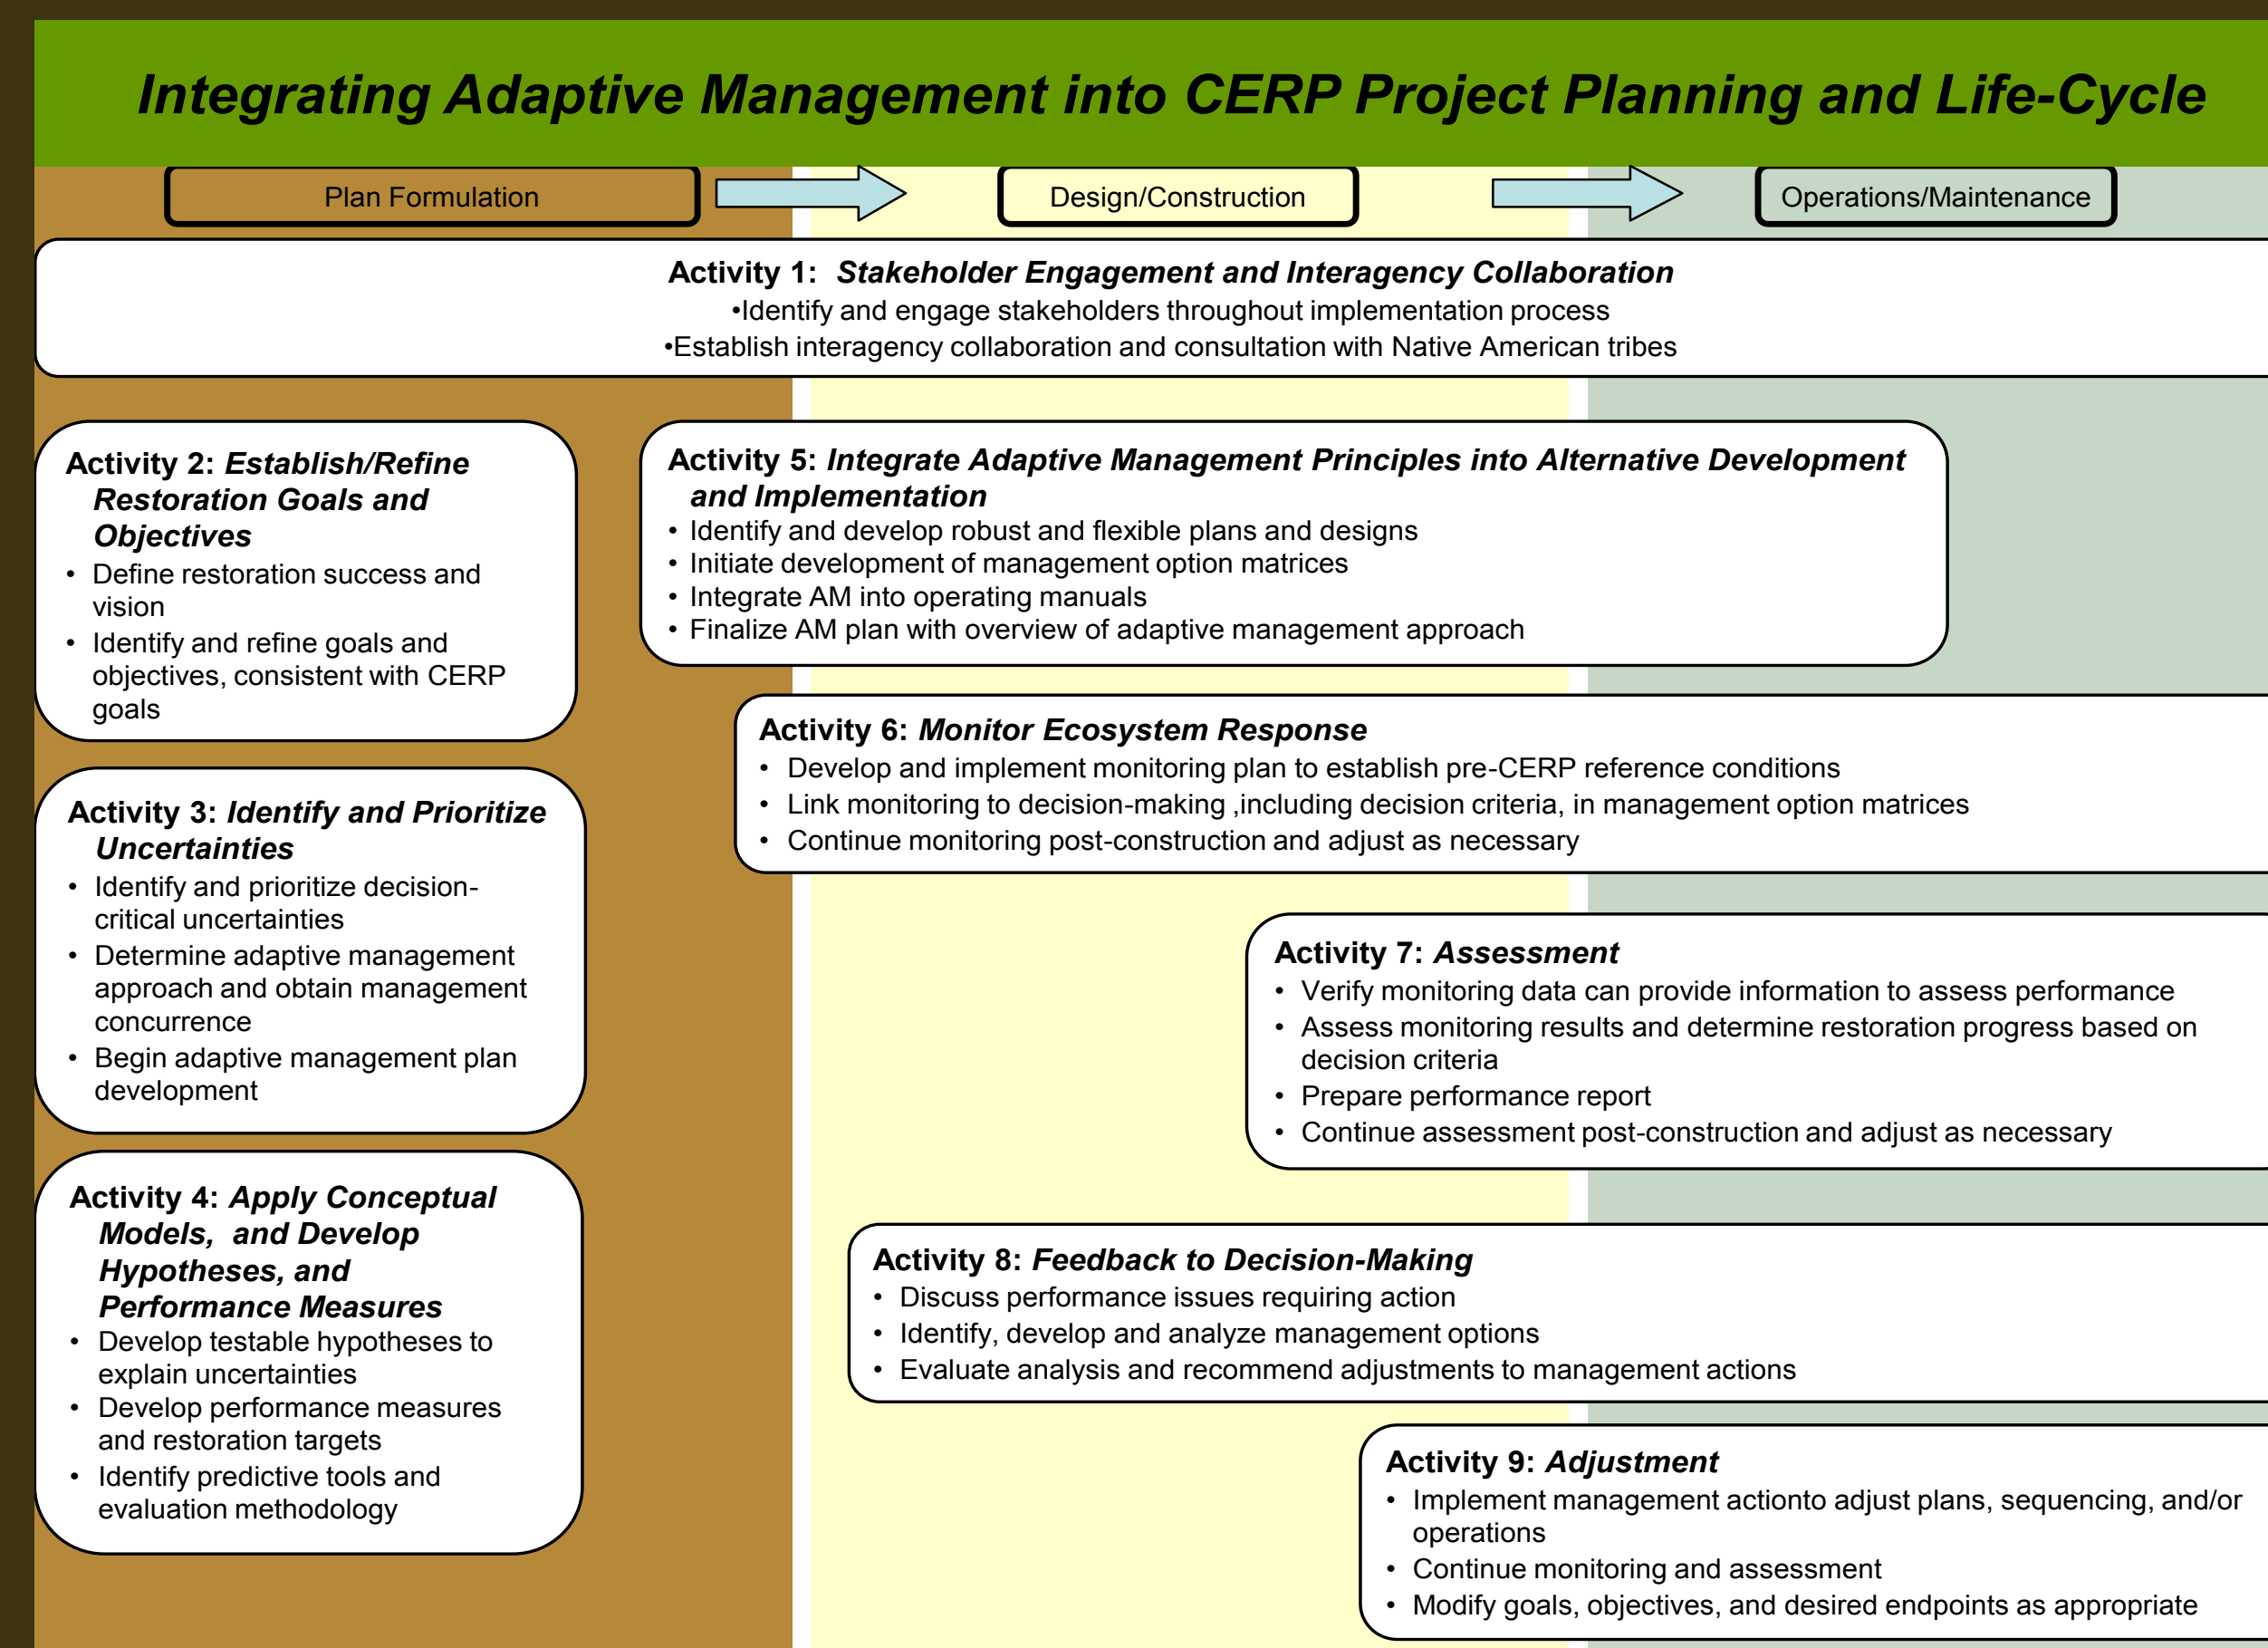 Integrating Adaptive Management into CERP Project Planning and Life-Cycle
Plan Formulation
Design/Construction
Operations/Maintenance
Activity 1:  Stakeholder Engagement and Interagency Collaboration
•Identify and engage stakeholders throughout implementation process
•Establish interagency collaboration and consultation with Native American tribes
Activity 2: Establish/Refine
Restoration Goals and
Objectives
• Define restoration success and
vision
• Identify and refine goals and
objectives, consistent with CERP
goals
Activity 3: Identify and Prioritize
Uncertainties
• Identify and prioritize decision-
critical uncertainties
• Determine adaptive management
approach and obtain management
concurrence
• Begin adaptive management plan
development
Activity 4: Apply Conceptual
Models,  and Develop
Hypotheses, and
Performance Measures
• Develop testable hypotheses to
explain uncertainties
• Develop performance measures
and restoration targets
• Identify predictive tools and
evaluation methodology
Activity 5: Integrate Adaptive Management Principles into Alternative Development
and Implementation
• Identify and develop robust and flexible plans and designs
• Initiate development of management option matrices
• Integrate AM into operating manuals
• Finalize AM plan with overview of adaptive management approach
Activity 6: Monitor Ecosystem Response
• Develop and implement monitoring plan to establish pre-CERP reference conditions
• Link monitoring to decision-making ,including decision criteria, in management option matrices
• Continue monitoring post-construction and adjust as necessary
Activity 7: Assessment
• Verify monitoring data can provide information to assess performance
• Assess monitoring results and determine restoration progress based on
decision criteria
• Prepare performance report
• Continue assessment post-construction and adjust as necessary
Activity 8: Feedback to Decision-Making
• Discuss performance issues requiring action
• Identify, develop and analyze management options
• Evaluate analysis and recommend adjustments to management actions
Activity 9: Adjustment
• Implement management actionto adjust plans, sequencing, and/or
operations
• Continue monitoring and assessment
• Modify goals, objectives, and desired endpoints as appropriate